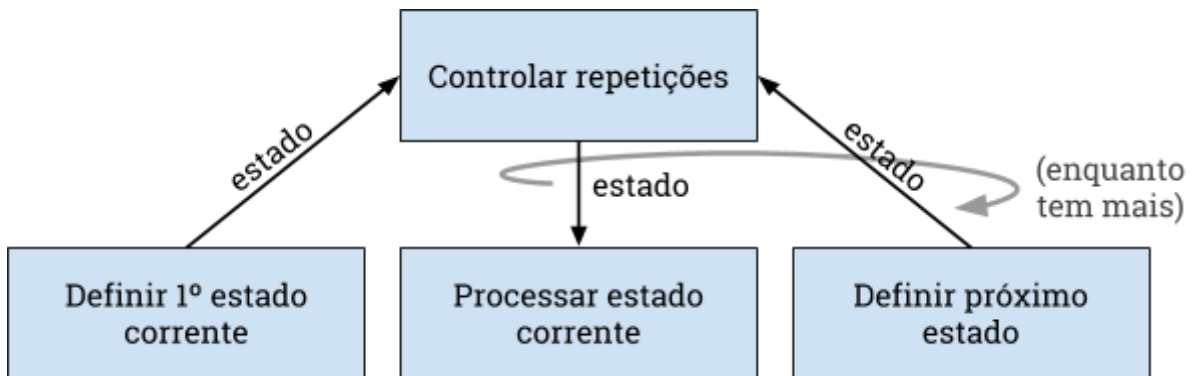 Controlar repetições
estado
estado
estado
(enquanto
tem mais)
Definir 1º estado
corrente
Processar estado
corrente
Definir próximo
estado